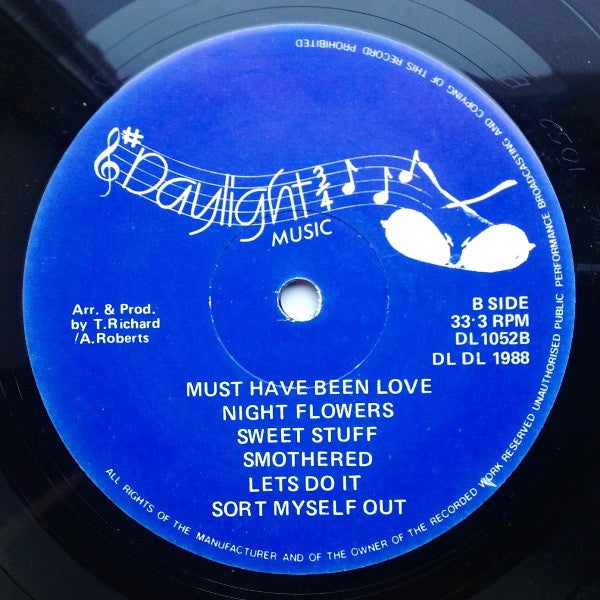 #Daylight 3/4
MUSIC
Arr. & Prod.
by T.Richard
/A.Roberts
B SIDE
33·3 RPM
DL1052B
DL DL 1988
MUST HAVE BEEN LOVE
NIGHT FLOWERS
SWEET STUFF
SMOTHERED
LETS DO IT
SORT MYSELF OUT
ALL RIGHTS OF THE MANUFACTURER AND OF THE OWNER OF THE RECORDED WORK RESERVED UNAUTHORISED PUBLIC PERFORMANCE BROADCASTING AND COPYING OF THIS RECORD PROHIBITED